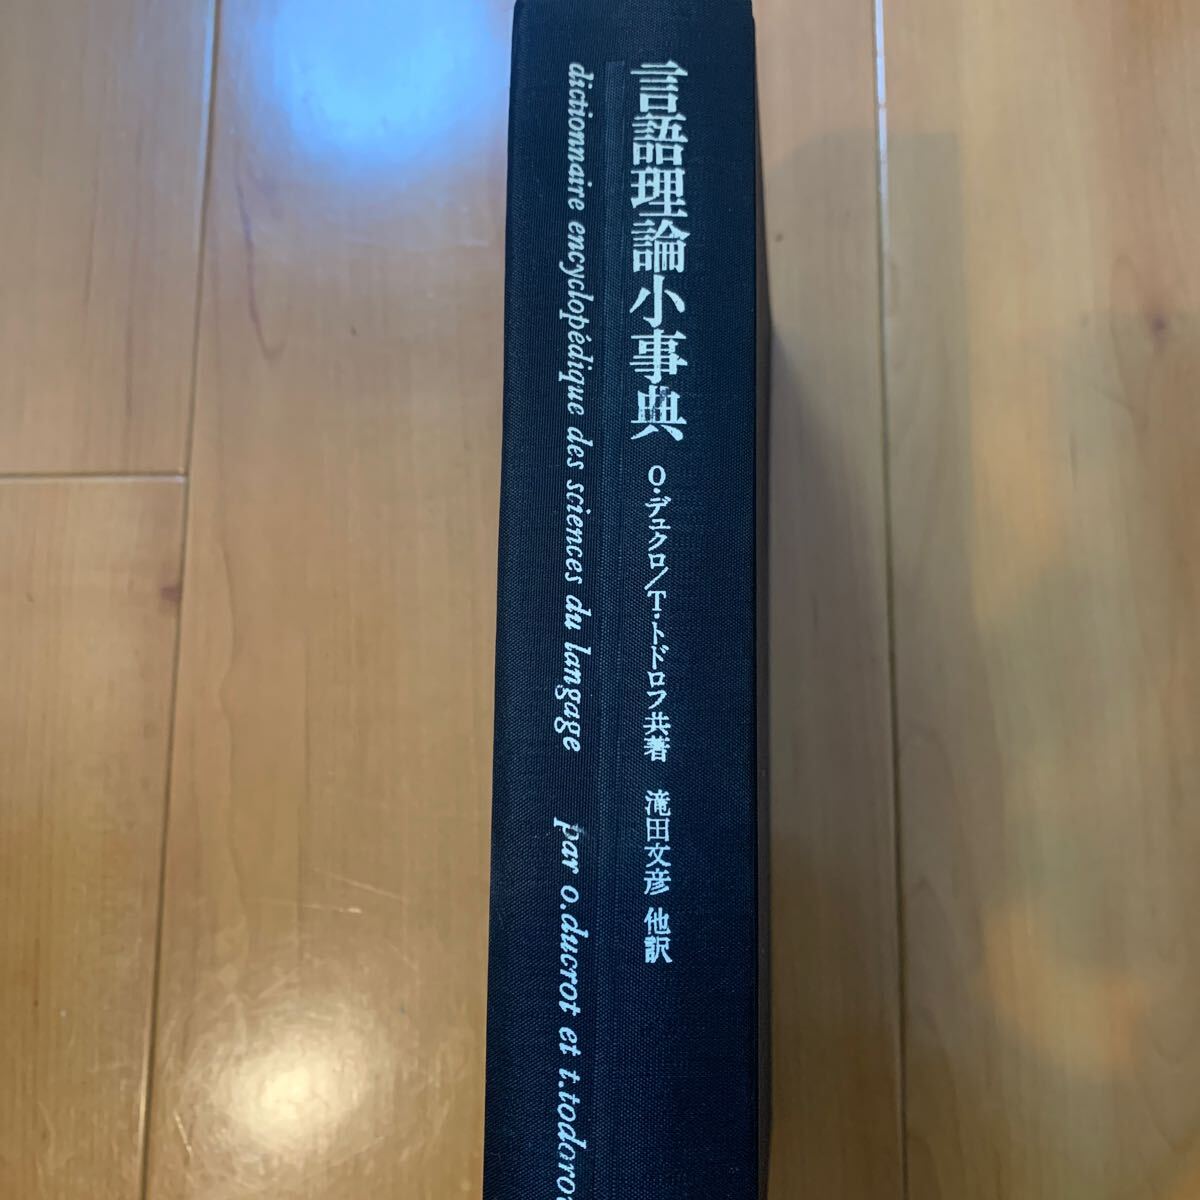 言語理論小事典 O・デュクロ/T・トドロフ共著 滝田文彦 他訳
dictionnaire encyclopédique des sciences du langage par o.ducrot et t.todorov